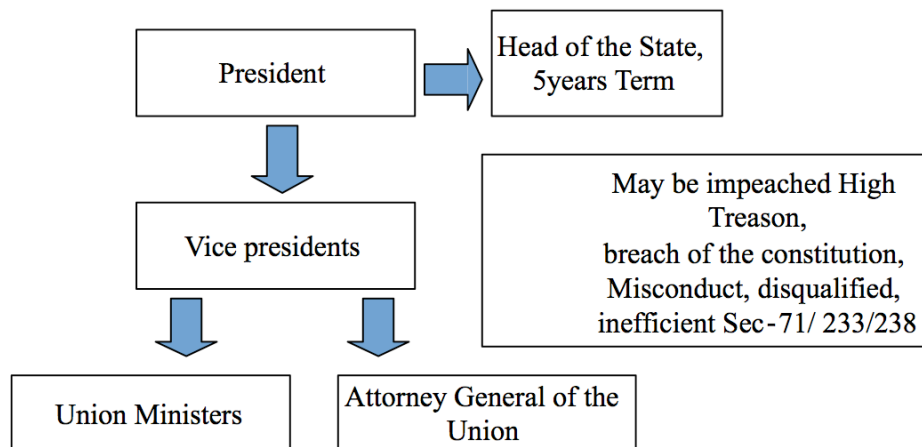 President
Head of the State,
5years Term
May be impeached High
Treason,
breach of the constitution,
Misconduct, disqualified,
inefficient Sec-71/ 233/238
Vice presidents
Union Ministers
Attorney General of the
Union